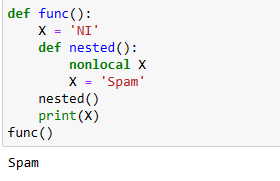 def func():
    X = 'NI'
    def nested():
        nonlocal X
        X = 'Spam'
    nested()
    print(X)
func()
Spam